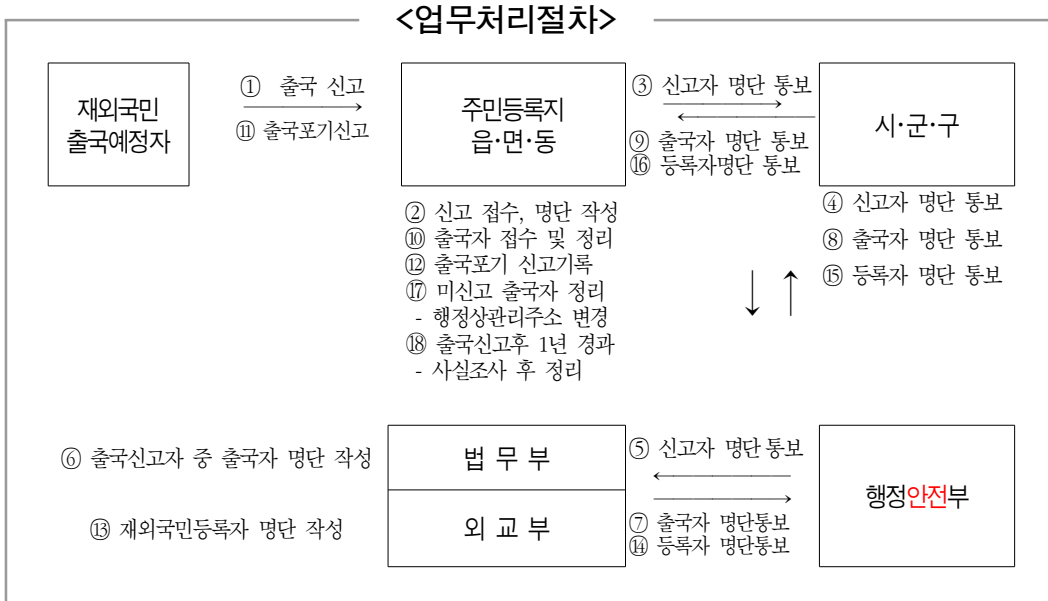 <업무처리절차>
재외국민
출국예정자
① 출국 신고
⑪ 출국포기신고
주민등록지
읍·면·동
③ 신고자 명단 통보
⑨ 출국자 명단 통보
⑯ 등록자명단 통보
시·군·구
② 신고 접수, 명단 작성
⑩ 출국자 접수 및 정리
⑫ 출국포기 신고기록
⑰ 미신고 출국자 정리
- 행정상관리주소 변경
⑱ 출국신고후 1년 경과
- 사실조사 후 정리
④ 신고자 명단 통보
⑧ 출국자 명단 통보
⑮ 등록자 명단 통보
⑥ 출국신고자 중 출국자 명단 작성
⑬ 재외국민등록자 명단 작성
법 무 부
외 교 부
⑤ 신고자 명단 통보
⑦ 출국자 명단통보
⑭ 등록자 명단통보
행정안전부